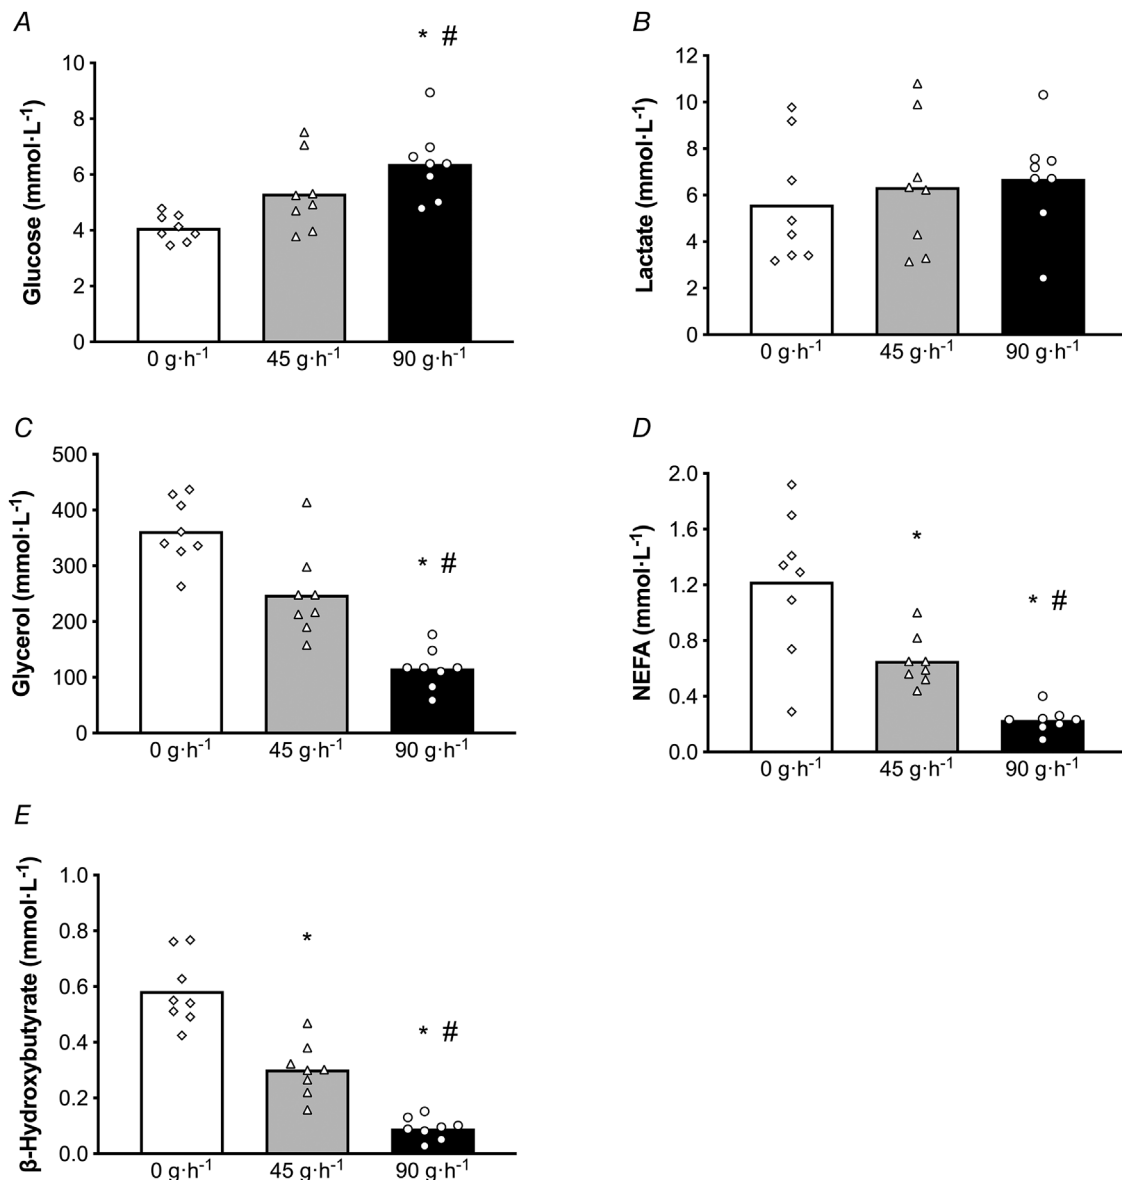 A
* #
Glucose (mmol·L⁻¹)
10
8
6
4
2
0
0 g·h⁻¹ 45 g·h⁻¹ 90 g·h⁻¹
B
Lactate (mmol·L⁻¹)
12
10
8
6
4
2
0
0 g·h⁻¹ 45 g·h⁻¹ 90 g·h⁻¹
C
Glycerol (mmol·L⁻¹)
500
400
300
200
100
0
* #
0 g·h⁻¹ 45 g·h⁻¹ 90 g·h⁻¹
D
NEFA (mmol·L⁻¹)
2.0
1.6
1.2
0.8
0.4
0.0
*
* #
0 g·h⁻¹ 45 g·h⁻¹ 90 g·h⁻¹
E
β-Hydroxybutyrate (mmol·L⁻¹)
1.0
0.8
0.6
0.4
0.2
0.0
*
* #
0 g·h⁻¹ 45 g·h⁻¹ 90 g·h⁻¹